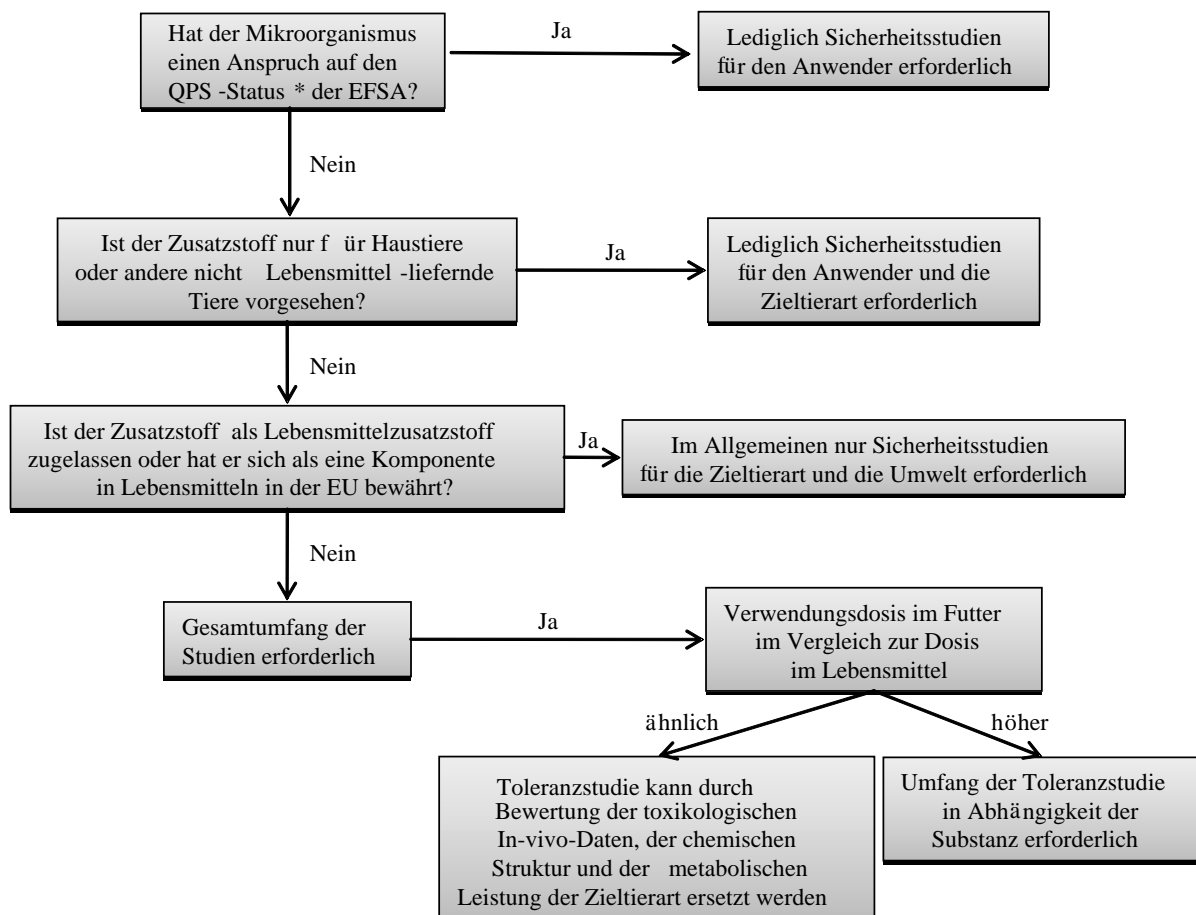 Hat der Mikroorganismus
einen Anspruch auf den
QPS -Status * der EFSA?
Ja
Lediglich Sicherheitsstudien
für den Anwender erforderlich
Nein
Ist der Zusatzstoff nur f ür Haustiere
oder andere nicht Lebensmittel -liefernde
Tiere vorgesehen?
Ja
Lediglich Sicherheitsstudien
für den Anwender und die
Zieltierart erforderlich
Nein
Ist der Zusatzstoff als Lebensmittelzusatzstoff
zugelassen oder hat er sich als eine Komponente
in Lebensmitteln in der EU bewährt?
Ja
Im Allgemeinen nur Sicherheitsstudien
für die Zieltierart und die Umwelt erforderlich
Nein
Gesamtumfang der
Studien erforderlich
Ja
Verwendungsdosis im Futter
im Vergleich zur Dosis
im Lebensmittel
ähnlich
höher
Toleranzstudie kann durch
Bewertung der toxikologischen
In-vivo-Daten, der chemischen
Struktur und der metabolischen
Leistung der Zieltierart ersetzt werden
Umfang der Toleranzstudie
in Abhängigkeit der
Substanz erforderlich